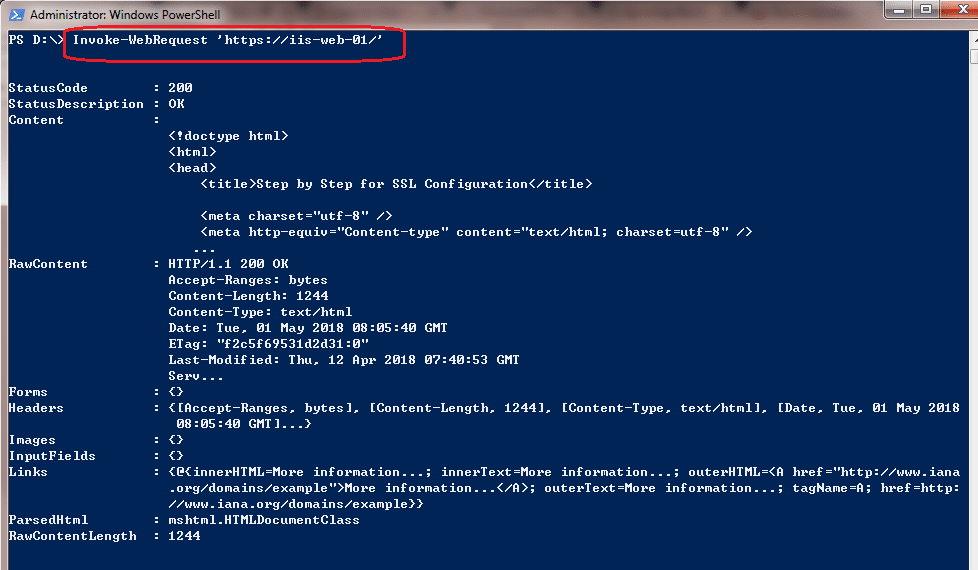 Administrator: Windows PowerShell
PS D:\> Invoke-WebRequest 'https://iis-web-01/'
StatusCode        : 200
StatusDescription : OK
Content           :
                    <!doctype html>
                    <html>
                    <head>
                        <title>Step by Step for SSL Configuration</title>
                        <meta charset="utf-8" />
                        <meta http-equiv="Content-type" content="text/html; charset=utf-8" />
                       ...
RawContent        : HTTP/1.1 200 OK
                    Accept-Ranges: bytes
                    Content-Length: 1244
                    Content-Type: text/html
                    Date: Tue, 01 May 2018 08:05:40 GMT
                    ETag: "f2c5f69531d2d31:0"
                    Last-Modified: Thu, 12 Apr 2018 07:40:53 GMT
                    Serv...
Forms             : {}
Headers           : {[Accept-Ranges, bytes], [Content-Length, 1244], [Content-Type, text/html], [Date, Tue, 01 May 2018
                     08:05:40 GMT]...}
Images            : {}
InputFields       : {}
Links             : {@{innerHTML=More information...; innerText=More information...; outerHTML=<A href="http://www.iana
                    .org/domains/example">More information...</A>; outerText=More information...; tagName=A; href=http:
                    //www.iana.org/domains/example}}
ParsedHtml        : mshtml.HTMLDocumentClass
RawContentLength  : 1244